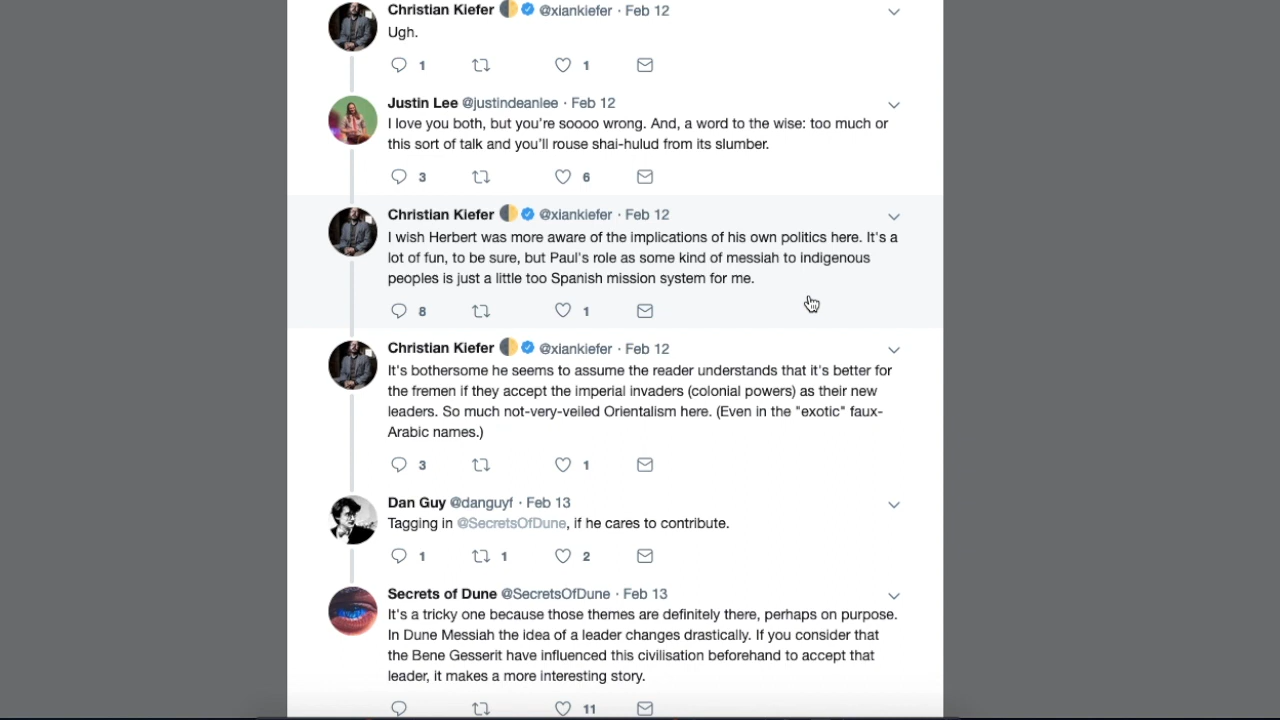 Christian Kiefer @xiankiefer · Feb 12
Ugh.
1 1
Justin Lee @justindeanlee · Feb 12
I love you both, but you're soooo wrong. And, a word to the wise: too much or
this sort of talk and you'll rouse shai-hulud from its slumber.
3 6
Christian Kiefer @xiankiefer · Feb 12
I wish Herbert was more aware of the implications of his own politics here. It's a
lot of fun, to be sure, but Paul's role as some kind of messiah to indigenous
peoples is just a little too Spanish mission system for me.
8 1
Christian Kiefer @xiankiefer · Feb 12
It's bothersome he seems to assume the reader understands that it's better for
the fremen if they accept the imperial invaders (colonial powers) as their new
leaders. So much not-very-veiled Orientalism here. (Even in the "exotic" faux-
Arabic names.)
3 1
Dan Guy @danguyf · Feb 13
Tagging in @SecretsOfDune, if he cares to contribute.
1 1 2
Secrets of Dune @SecretsOfDune · Feb 13
It's a tricky one because those themes are definitely there, perhaps on purpose.
In Dune Messiah the idea of a leader changes drastically. If you consider that
the Bene Gesserit have influenced this civilisation beforehand to accept that
leader, it makes a more interesting story.
11